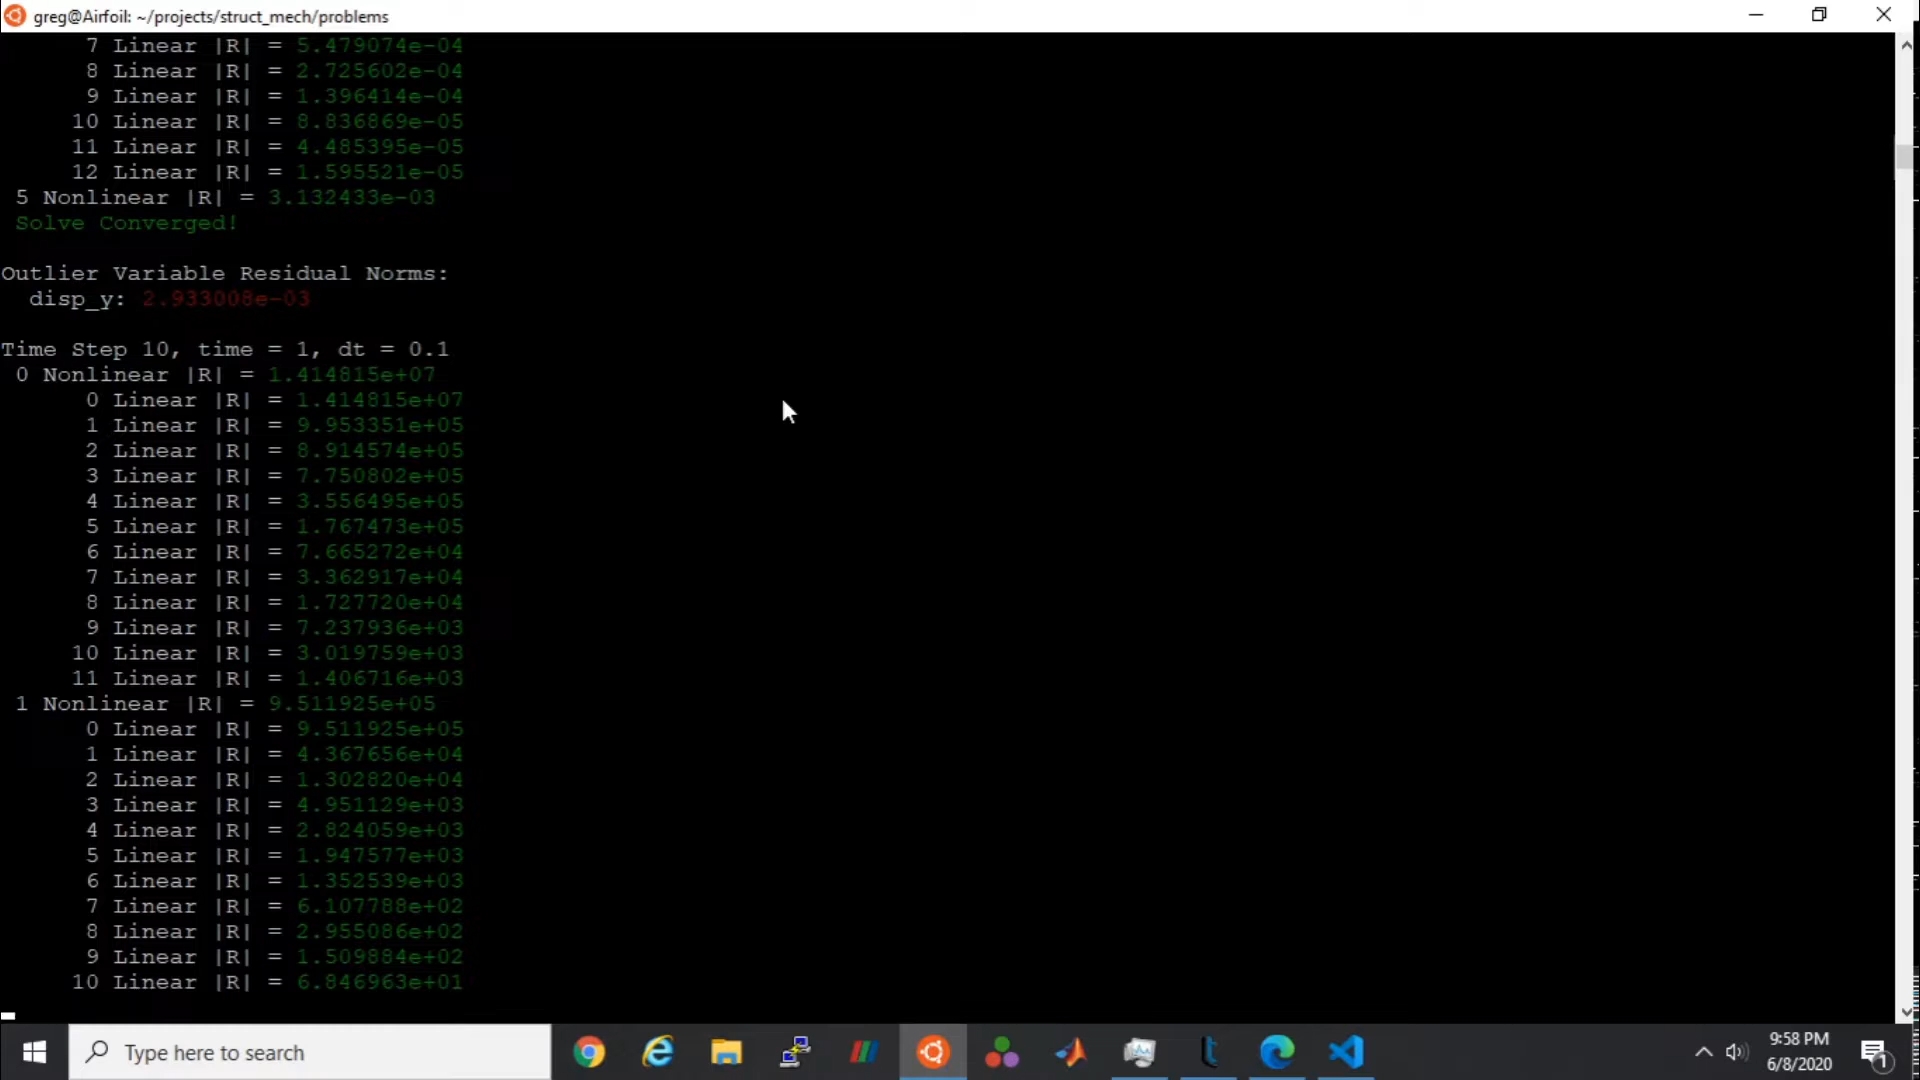 greg@Airfoil: ~/projects/struct_mech/problems
7 Linear |R| = 5.479074e-04
8 Linear |R| = 2.725602e-04
9 Linear |R| = 1.396414e-04
10 Linear |R| = 8.836869e-05
11 Linear |R| = 4.485395e-05
12 Linear |R| = 1.595521e-05
5 Nonlinear |R| = 3.132433e-03
Solve Converged!
Outlier Variable Residual Norms:
disp_y: 2.933008e-03
Time Step 10, time = 1, dt = 0.1
0 Nonlinear |R| = 1.414815e+07
0 Linear |R| = 1.414815e+07
1 Linear |R| = 9.953351e+05
2 Linear |R| = 8.914574e+05
3 Linear |R| = 7.750802e+05
4 Linear |R| = 3.556495e+05
5 Linear |R| = 1.767473e+05
6 Linear |R| = 7.665272e+04
7 Linear |R| = 3.362917e+04
8 Linear |R| = 1.727720e+04
9 Linear |R| = 7.237936e+03
10 Linear |R| = 3.019759e+03
11 Linear |R| = 1.406716e+03
1 Nonlinear |R| = 9.511925e+05
0 Linear |R| = 9.511925e+05
1 Linear |R| = 4.367656e+04
2 Linear |R| = 1.302820e+04
3 Linear |R| = 4.951129e+03
4 Linear |R| = 2.824059e+03
5 Linear |R| = 1.947577e+03
6 Linear |R| = 1.352539e+03
7 Linear |R| = 6.107788e+02
8 Linear |R| = 2.955086e+02
9 Linear |R| = 1.509884e+02
10 Linear |R| = 6.846963e+01
Type here to search
9:58 PM
6/8/2020
1